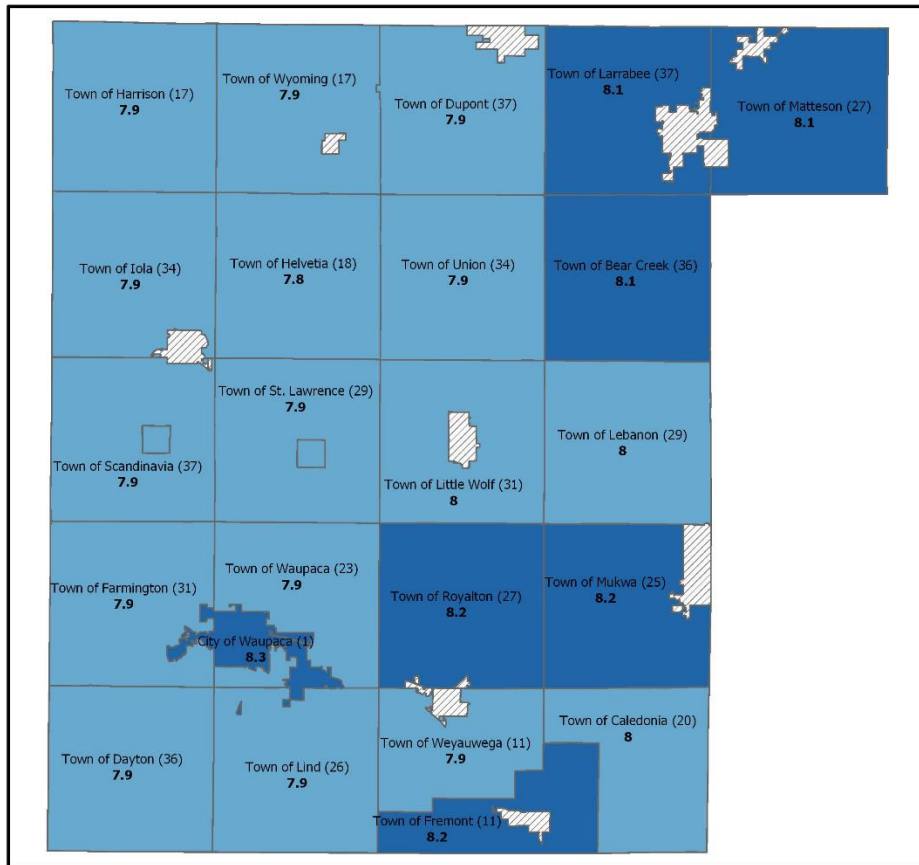 Town of Harrison (17)
7.9
Town of Wyoming (17)
7.9
Town of Dupont (37)
7.9
Town of Larrabee (37)
8.1
Town of Matteson (27)
8.1
Town of Iola (34)
7.9
Town of Helvetia (18)
7.8
Town of Union (34)
7.9
Town of Bear Creek (36)
8.1
Town of Scandinavia (37)
7.9
Town of St. Lawrence (29)
7.9
Town of Little Wolf (31)
8
Town of Lebanon (29)
8
Town of Farmington (31)
7.9
Town of Waupaca (23)
7.9
City of Waupaca (1)
8.3
Town of Royalton (27)
8.2
Town of Mukwa (25)
8.2
Town of Dayton (36)
7.9
Town of Lind (26)
7.9
Town of Weyauwega (11)
7.9
Town of Caledonia (20)
8
Town of Fremont (11)
8.2